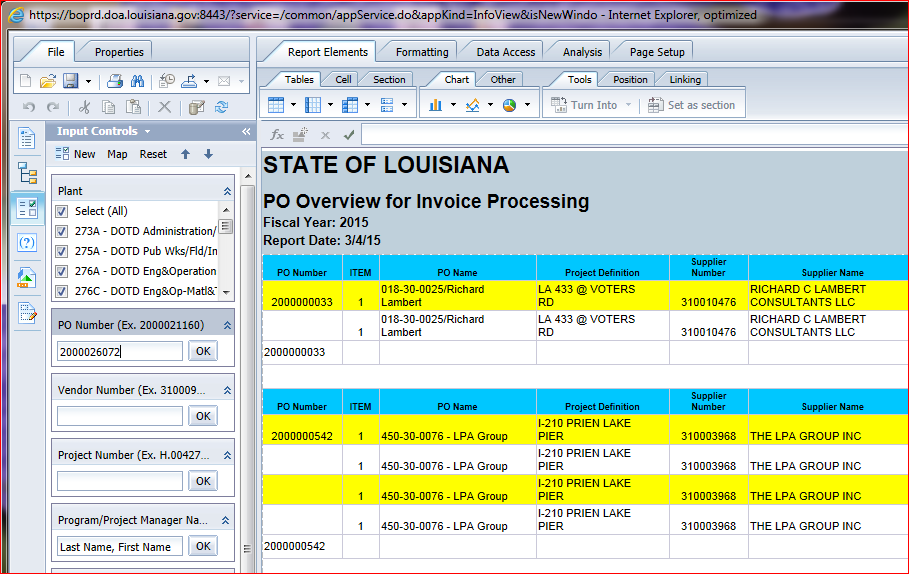 https://boprd.doa.louisiana.gov:8443/?service=/common/appService.do&appKind=InfoView&isNewWindo - Internet Explorer, optimized
File Properties
Report Elements Formatting Data Access Analysis Page Setup
Tables Cell Section Chart Other Tools Position Linking
Turn Into Set as section
Input Controls
New Map Reset
Plant
Select (All)
273A - DOTD Administration/
275A - DOTD Pub Wks/Fld/In
276A - DOTD Eng&Operation
276C - DOTD Eng&Op-Matl&T
PO Number (Ex. 2000021160)
2000026072 OK
Vendor Number (Ex. 310009...
OK
Project Number (Ex. H.00427...
OK
Program/Project Manager Na...
Last Name, First Name OK
STATE OF LOUISIANA
PO Overview for Invoice Processing
Fiscal Year: 2015
Report Date: 3/4/15
PO Number ITEM PO Name Project Definition Supplier Number Supplier Name
2000000033 1 018-30-0025/Richard Lambert LA 433 @ VOTERS RD 310010476 RICHARD C LAMBERT CONSULTANTS LLC
1 018-30-0025/Richard Lambert LA 433 @ VOTERS RD 310010476 RICHARD C LAMBERT CONSULTANTS LLC
2000000033
PO Number ITEM PO Name Project Definition Supplier Number Supplier Name
2000000542 1 450-30-0076 - LPA Group I-210 PRIEN LAKE PIER 310003968 THE LPA GROUP INC
1 450-30-0076 - LPA Group I-210 PRIEN LAKE PIER 310003968 THE LPA GROUP INC
1 450-30-0076 - LPA Group I-210 PRIEN LAKE PIER 310003968 THE LPA GROUP INC
1 450-30-0076 - LPA Group I-210 PRIEN LAKE PIER 310003968 THE LPA GROUP INC
2000000542